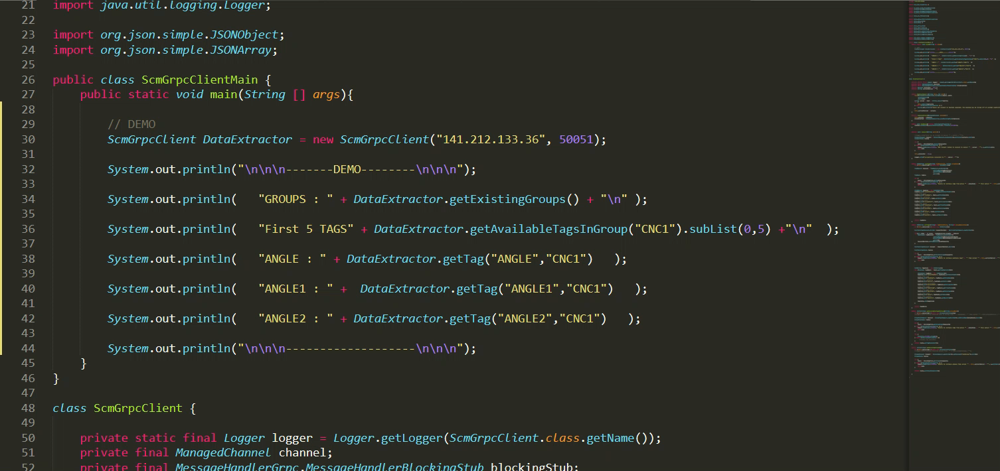 21 import java.util.logging.Logger;
22
23 import org.json.simple.JSONObject;
24 import org.json.simple.JSONArray;
25
26 public class ScmGrpcClientMain {
27     public static void main(String [] args){
28
29         // DEMO
30         ScmGrpcClient DataExtractor = new ScmGrpcClient("141.212.133.36", 50051);
31
32         System.out.println("\n\n\n-------DEMO--------\n\n\n");
33
34         System.out.println(   "GROUPS : " + DataExtractor.getExistingGroups() + "\n" );
35
36         System.out.println(   "First 5 TAGS" + DataExtractor.getAvailableTagsInGroup("CNC1").subList(0,5) +"\n"  );
37
38         System.out.println(   "ANGLE : " + DataExtractor.getTag("ANGLE","CNC1")   );
39
40         System.out.println(   "ANGLE1 : " +  DataExtractor.getTag("ANGLE1","CNC1")   );
41
42         System.out.println(   "ANGLE2 : " + DataExtractor.getTag("ANGLE2","CNC1")   );
43
44         System.out.println("\n\n\n-------------------\n\n\n");
45     }
46 }
47
48 class ScmGrpcClient {
49
50     private static final Logger logger = Logger.getLogger(ScmGrpcClient.class.getName());
51     private final ManagedChannel channel;
52     private final MessageHandlerGrpc.MessageHandlerBlockingStub blockingStub;